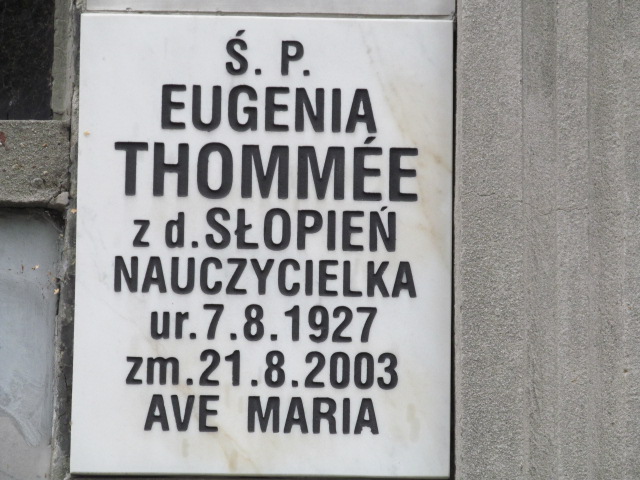 Ś. P.
EUGENIA
THOMMÉE
z d. SŁOPIEŃ
NAUCZYCIELKA
ur. 7.8.1927
zm. 21.8.2003
AVE MARIA